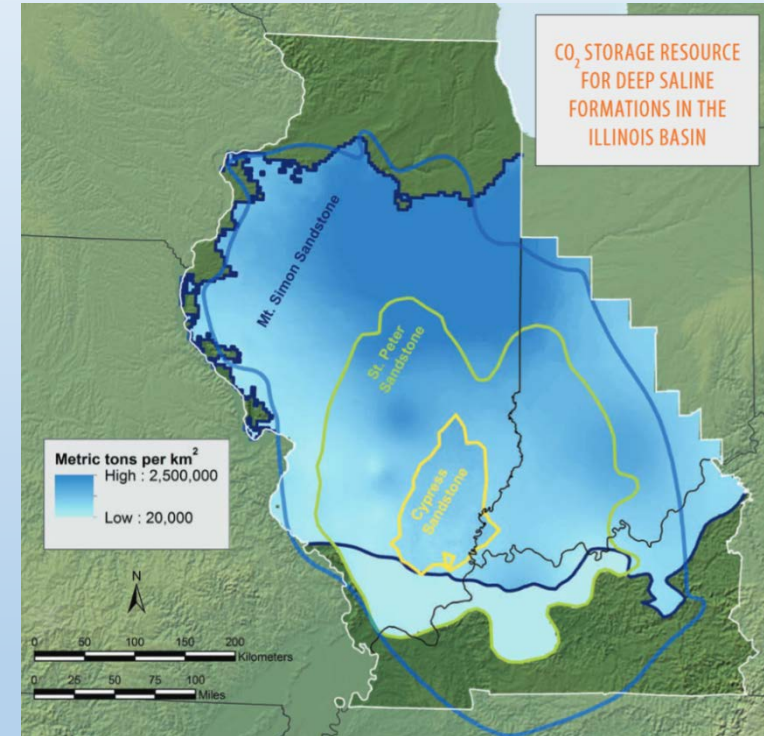 CO₂ STORAGE RESOURCE
FOR DEEP SALINE
FORMATIONS IN THE
ILLINOIS BASIN
Mt. Simon Sandstone
St. Peter
Sandstone
Cypress
Sandstone
Metric tons per km²
High : 2,500,000
Low : 20,000
N
0 50 100 150 200
Kilometers
0 25 50 75 100
Miles